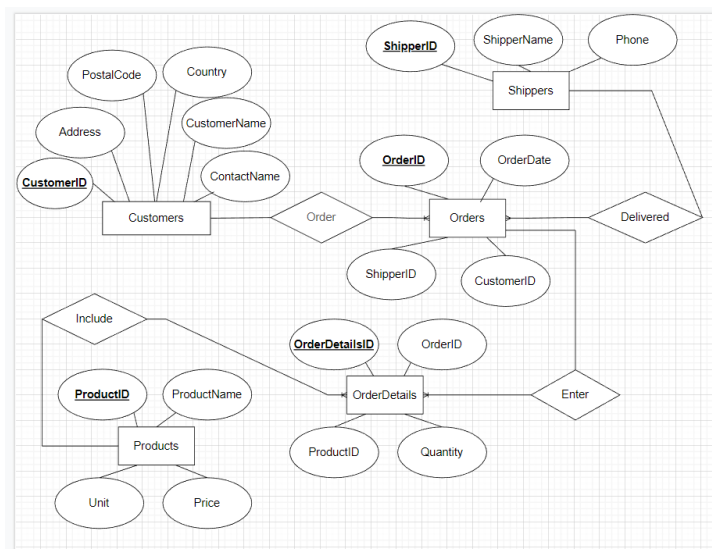 ShipperID
ShipperName
Phone
Shippers
PostalCode
Country
Address
CustomerName
CustomerID
ContactName
Customers
Order
OrderID
OrderDate
Orders
Delivered
ShipperID
CustomerID
Include
OrderDetailsID
OrderID
OrderDetails
Enter
ProductID
ProductName
Products
ProductID
Quantity
Unit
Price